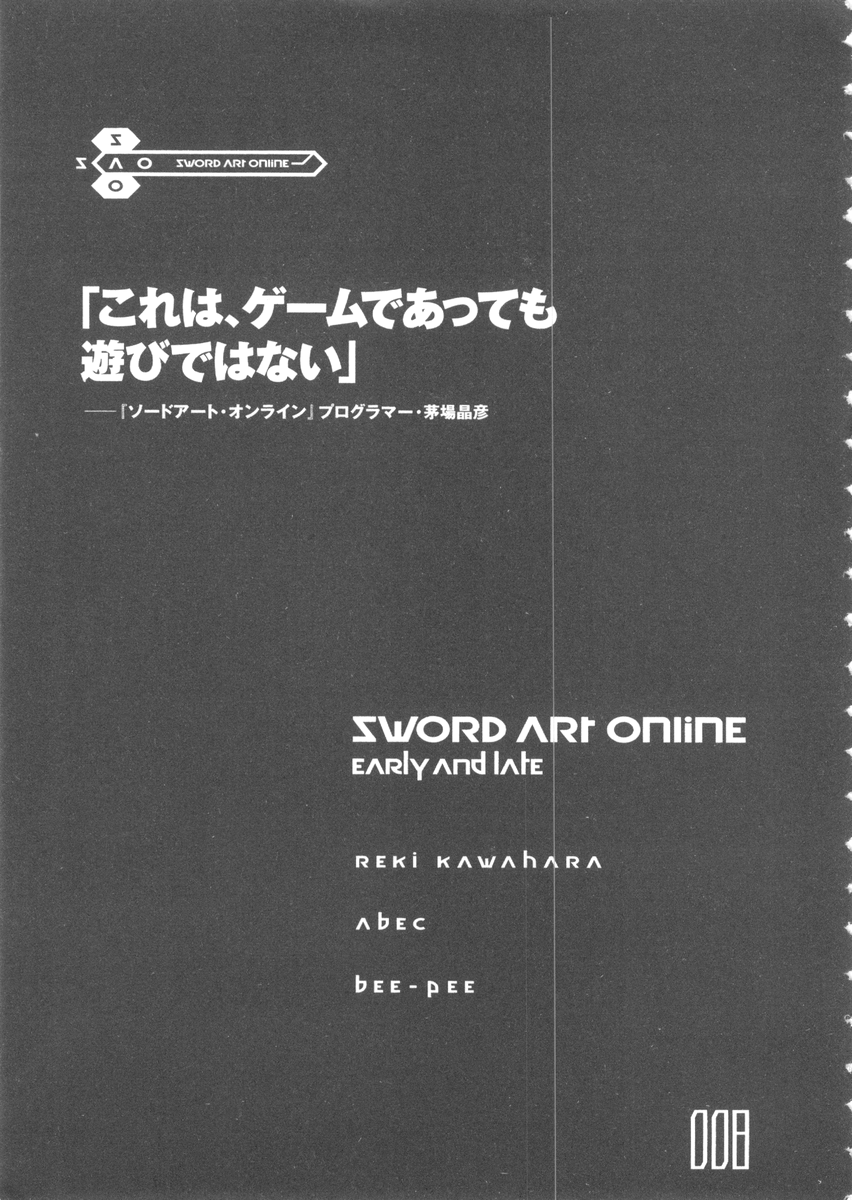 S
SAO SWORD ART ONLINE
O
「これは、ゲームであっても
遊びではない」
——『ソードアート・オンライン』プログラマー・茅場晶彦
SWORD ART ONLINE
EARLY AND LATE
REKI KAWAHARA
ABEC
BEE-PEE
008